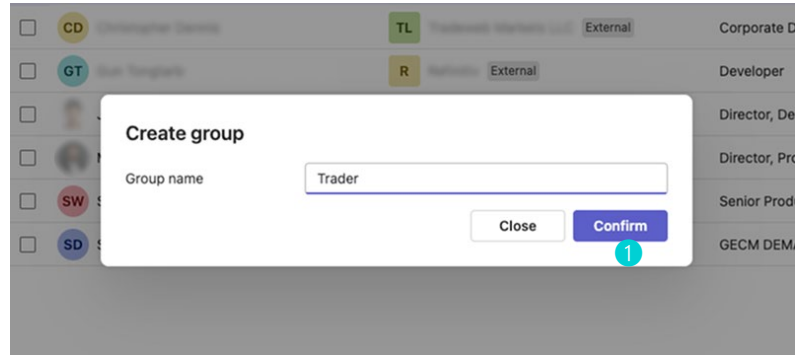 CD TL External Corporate D
GT R External Developer
Director, De
Create group
Director, Pro
Group name Trader
SW Senior Prod
Close Confirm
SD GECM DEMA
1